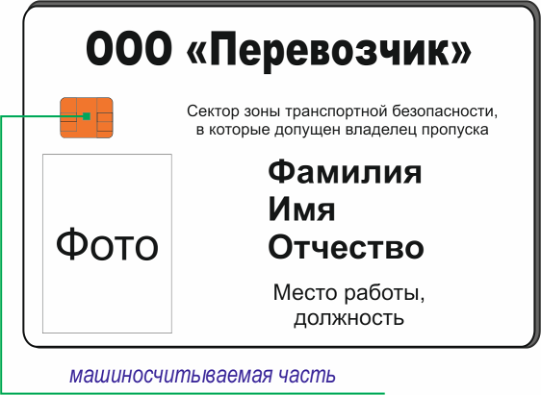 ООО «Перевозчик»
Сектор зоны транспортной безопасности,
в которые допущен владелец пропуска
Фамилия
Имя
Отчество
Фото
Место работы,
должность
машиносчитываемая часть